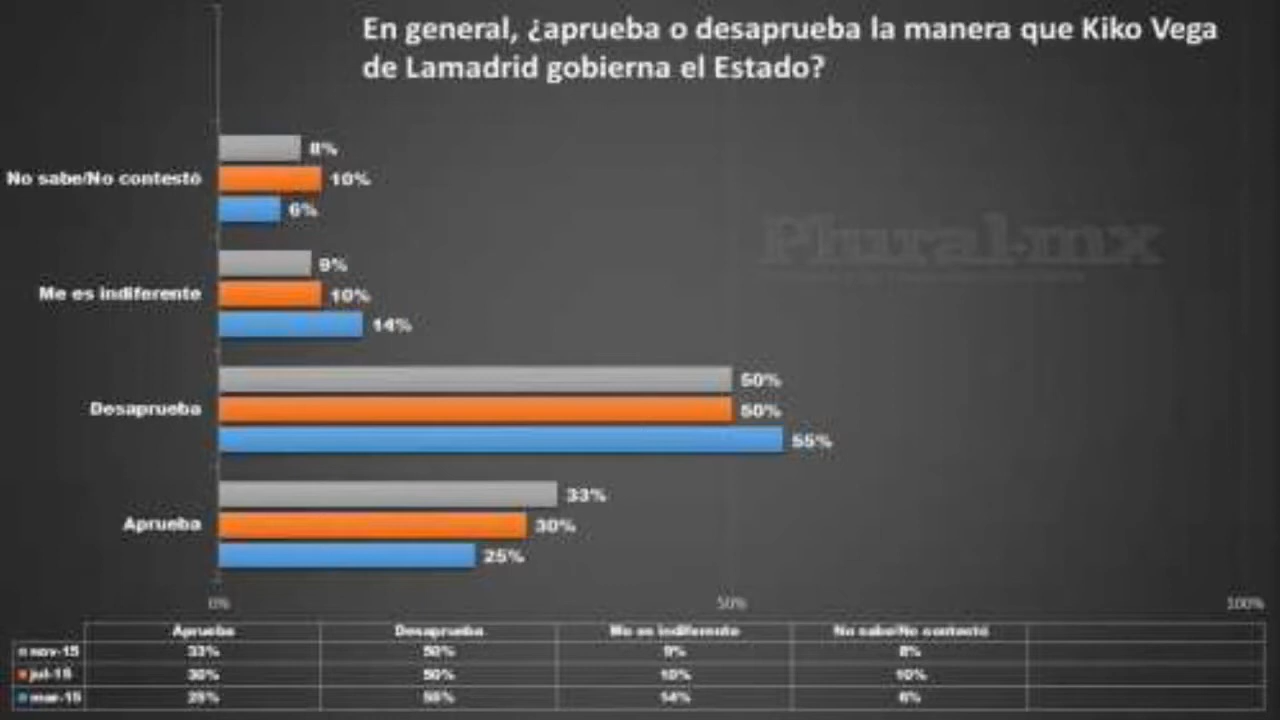 En general, ¿aprueba o desaprueba la manera que Kiko Vega
de Lamadrid gobierna el Estado?
8%
No sabe/No contestó
10%
6%
Plural.mx
9%
Me es indiferente
10%
14%
50%
Desaprueba
50%
55%
33%
Aprueba
30%
25%
0% 50% 100%
Aprueba Desaprueba Me es indiferente No sabe/No contestó
nov-15 33% 50% 9% 8%
jul-15 30% 50% 10% 10%
mar-15 25% 55% 14% 6%